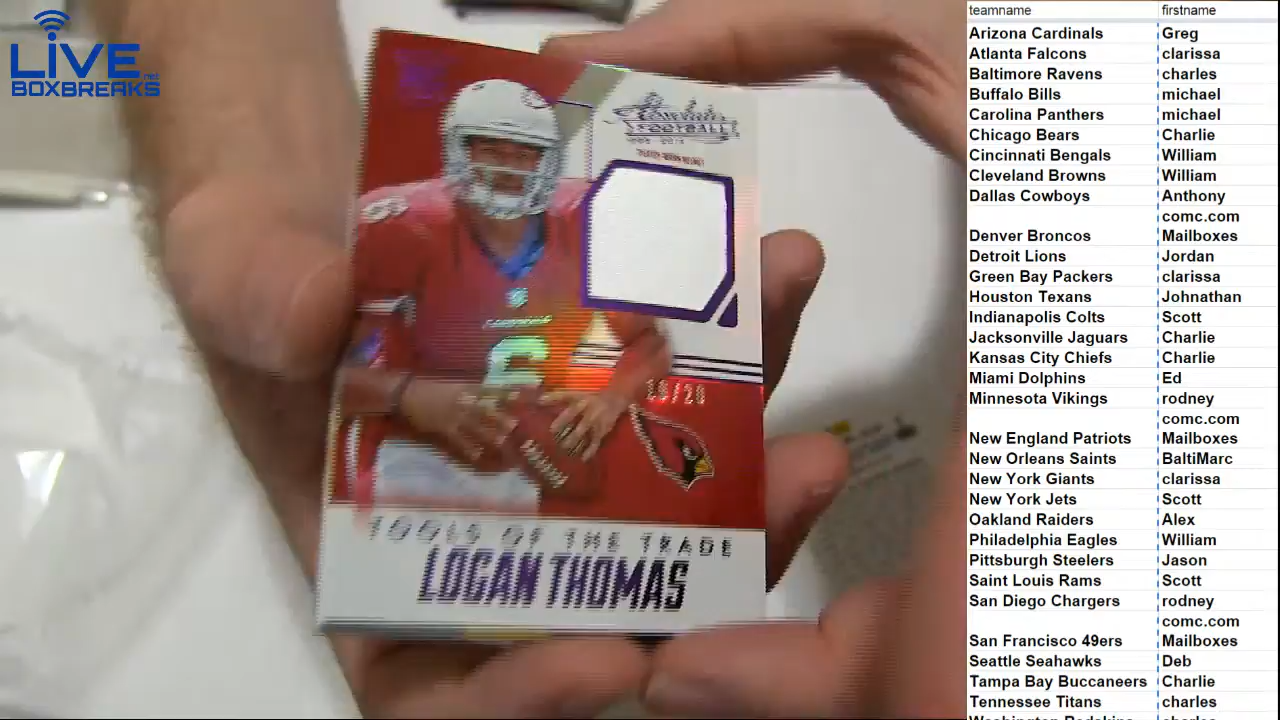 LIVE
.net
BOXBREAKS
Absolute
FOOTBALL
6
6
TOOLS OF THE TRADE
LOGAN THOMAS
teamname firstname
Arizona Cardinals Greg
Atlanta Falcons clarissa
Baltimore Ravens charles
Buffalo Bills michael
Carolina Panthers michael
Chicago Bears Charlie
Cincinnati Bengals William
Cleveland Browns William
Dallas Cowboys Anthony
comc.com
Denver Broncos Mailboxes
Detroit Lions Jordan
Green Bay Packers clarissa
Houston Texans Johnathan
Indianapolis Colts Scott
Jacksonville Jaguars Charlie
Kansas City Chiefs Charlie
Miami Dolphins Ed
Minnesota Vikings rodney
comc.com
New England Patriots Mailboxes
New Orleans Saints BaltiMarc
New York Giants clarissa
New York Jets Scott
Oakland Raiders Alex
Philadelphia Eagles William
Pittsburgh Steelers Jason
Saint Louis Rams Scott
San Diego Chargers rodney
comc.com
San Francisco 49ers Mailboxes
Seattle Seahawks Deb
Tampa Bay Buccaneers Charlie
Tennessee Titans charles
Washington Redskins charles